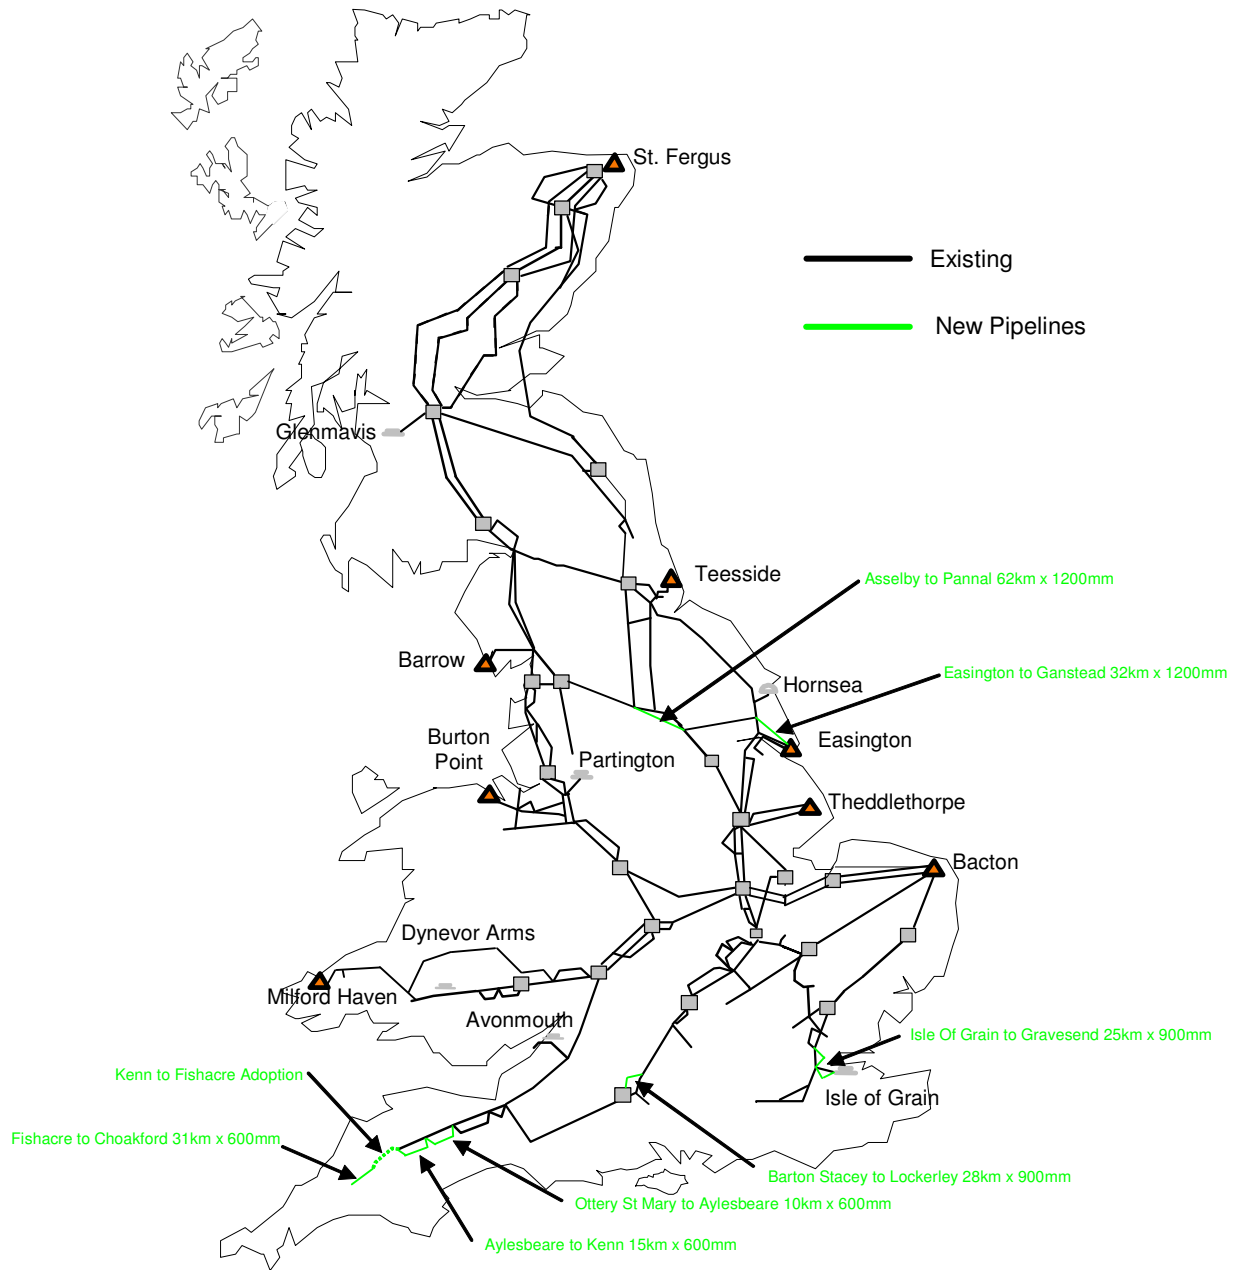 St. Fergus
Existing
New Pipelines
Glenmavis
Teesside
Asselby to Pannal 62km x 1200mm
Barrow
Easington to Ganstead 32km x 1200mm
Hornsea
Burton
Point
Easington
Partington
Theddlethorpe
Bacton
Dynevor Arms
Milford Haven
Avonmouth
Isle Of Grain to Gravesend 25km x 900mm
Kenn to Fishacre Adoption
Isle of Grain
Fishacre to Choakford 31km x 600mm
Barton Stacey to Lockerley 28km x 900mm
Ottery St Mary to Aylesbeare 10km x 600mm
Aylesbeare to Kenn 15km x 600mm